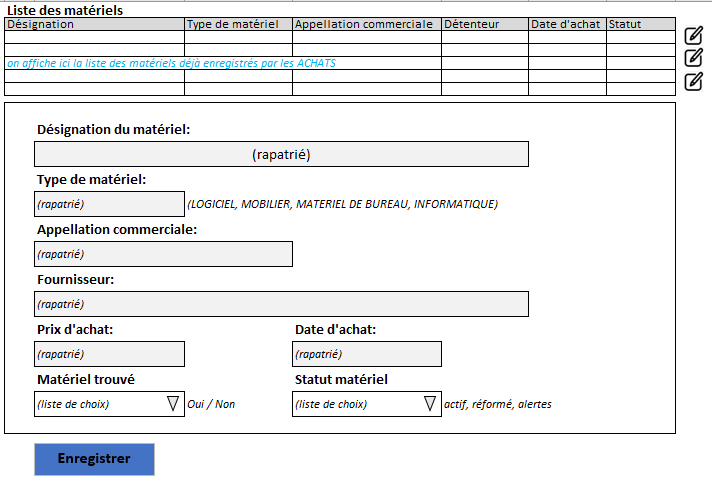 Liste des matériels
Désignation Type de matériel Appellation commerciale Détenteur Date d'achat Statut
on affiche ici la liste des matériels déjà enregistrés par les ACHATS
Désignation du matériel:
(rapatrié)
Type de matériel:
(rapatrié) (LOGICIEL, MOBILIER, MATERIEL DE BUREAU, INFORMATIQUE)
Appellation commerciale:
(rapatrié)
Fournisseur:
(rapatrié)
Prix d'achat: Date d'achat:
(rapatrié) (rapatrié)
Matériel trouvé Statut matériel
(liste de choix) Oui / Non (liste de choix) actif, réformé, alertes
Enregistrer